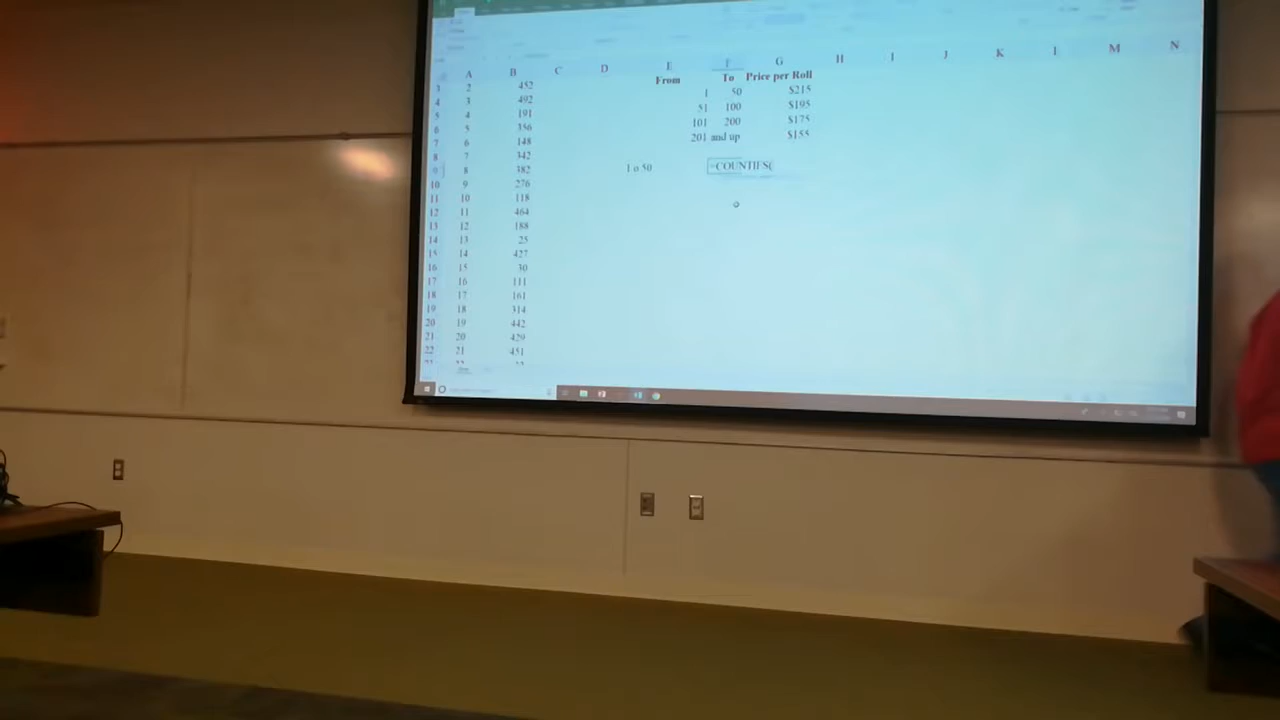 A B C D E F G H I J K L M N
From To Price per Roll
3 2 452
4 3 492 1 50 $215
5 4 191 51 100 $195
6 5 356 101 200 $175
7 6 148 201 and up $155
8 7 342
9 8 382 1 o 50 =COUNTIFS(
10 9 276
11 10 118
12 11 464
13 12 188
14 13 25
15 14 427
16 15 30
17 16 111
18 17 161
19 18 314
20 19 442
21 20 429
22 21 451